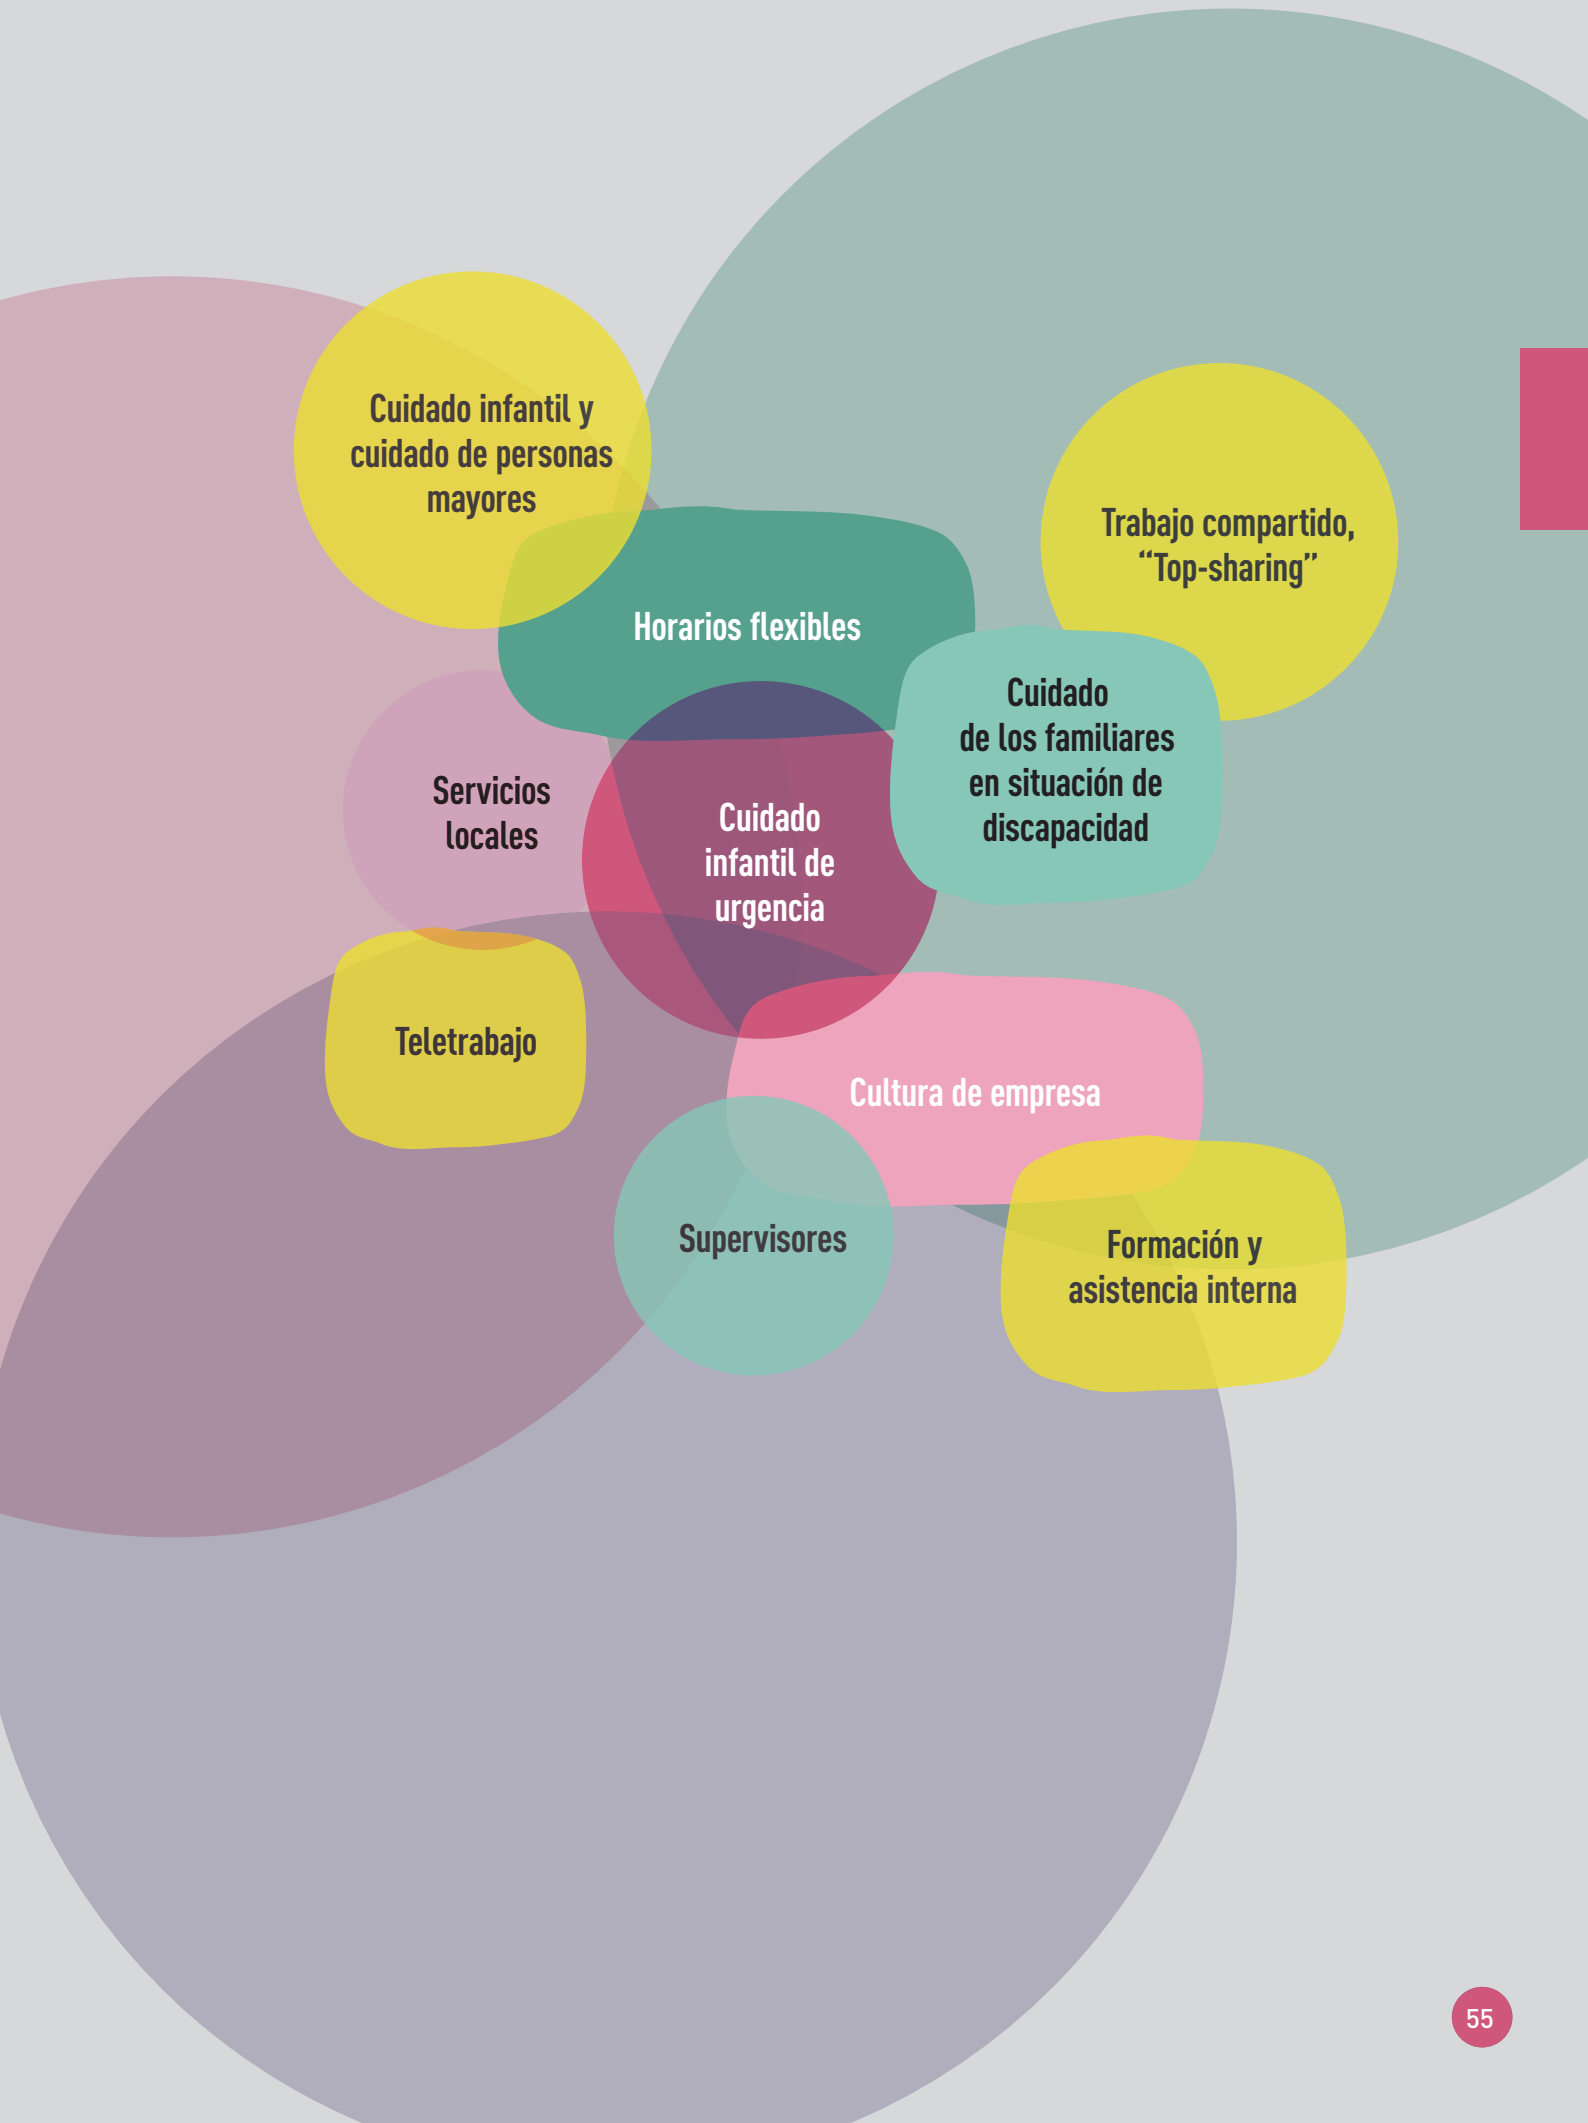 Cuidado infantil y
cuidado de personas
mayores
Trabajo compartido,
“Top-sharing”
Horarios flexibles
Cuidado
de los familiares
en situación de
discapacidad
Servicios
locales
Cuidado
infantil de
urgencia
Teletrabajo
Cultura de empresa
Supervisores
Formación y
asistencia interna
55